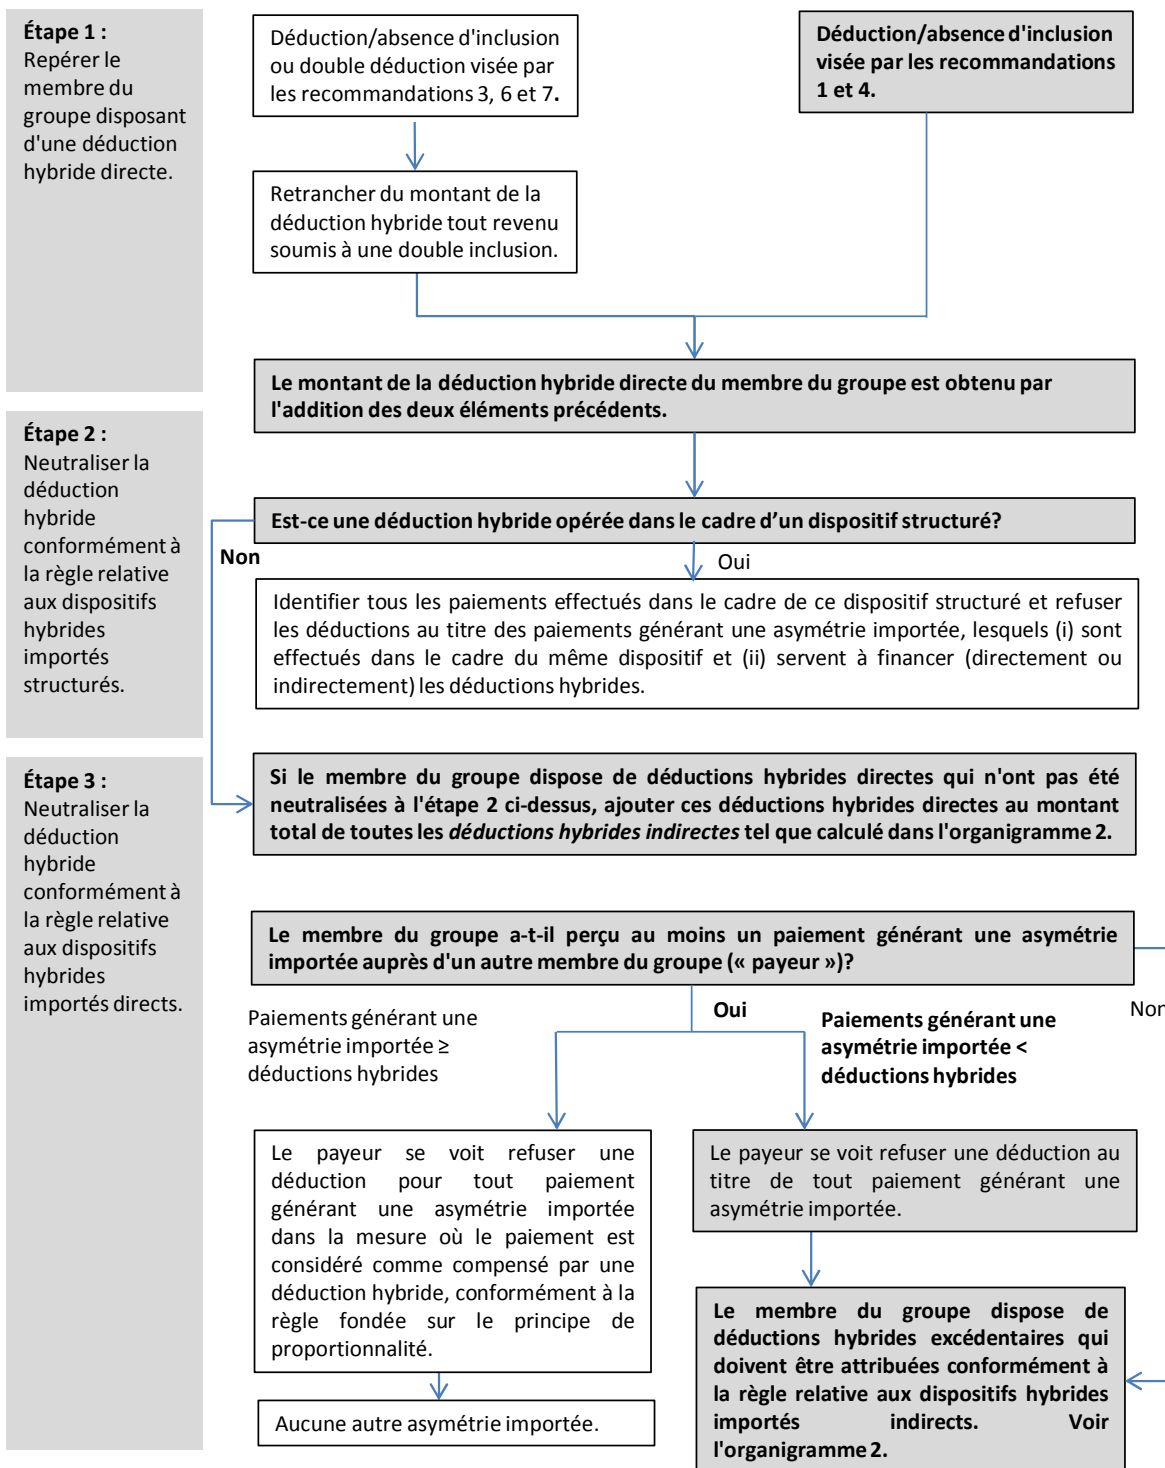 Étape 1 :
Repérer le
membre du
groupe disposant
d'une déduction
hybride directe.
Déduction/absence d'inclusion
ou double déduction visée par
les recommandations 3, 6 et 7.
Déduction/absence d'inclusion
visée par les recommandations
1 et 4.
Retrancher du montant de la
déduction hybride tout revenu
soumis à une double inclusion.
Le montant de la déduction hybride directe du membre du groupe est obtenu par
l'addition des deux éléments précédents.
Étape 2 :
Neutraliser la
déduction
hybride
conformément à
la règle relative
aux dispositifs
hybrides
importés
structurés.
Est-ce une déduction hybride opérée dans le cadre d’un dispositif structuré?
Non
Oui
Identifier tous les paiements effectués dans le cadre de ce dispositif structuré et refuser
les déductions au titre des paiements générant une asymétrie importée, lesquels (i) sont
effectués dans le cadre du même dispositif et (ii) servent à financer (directement ou
indirectement) les déductions hybrides.
Étape 3 :
Neutraliser la
déduction
hybride
conformément à
la règle relative
aux dispositifs
hybrides
importés directs.
Si le membre du groupe dispose de déductions hybrides directes qui n'ont pas été
neutralisées à l'étape 2 ci-dessus, ajouter ces déductions hybrides directes au montant
total de toutes les déductions hybrides indirectes tel que calculé dans l'organigramme 2.
Le membre du groupe a-t-il perçu au moins un paiement générant une asymétrie
importée auprès d'un autre membre du groupe (« payeur »)?
Paiements générant une
asymétrie importée ≥
déductions hybrides
Oui
Paiements générant une
asymétrie importée <
déductions hybrides
Non
Le payeur se voit refuser une
déduction pour tout paiement
générant une asymétrie importée
dans la mesure où le paiement est
considéré comme compensé par une
déduction hybride, conformément à la
règle fondée sur le principe de
proportionnalité.
Le payeur se voit refuser une déduction au
titre de tout paiement générant une
asymétrie importée.
Aucune autre asymétrie importée.
Le membre du groupe dispose de
déductions hybrides excédentaires qui
doivent être attribuées conformément à
la règle relative aux dispositifs hybrides
importés indirects. Voir
l'organigramme 2.